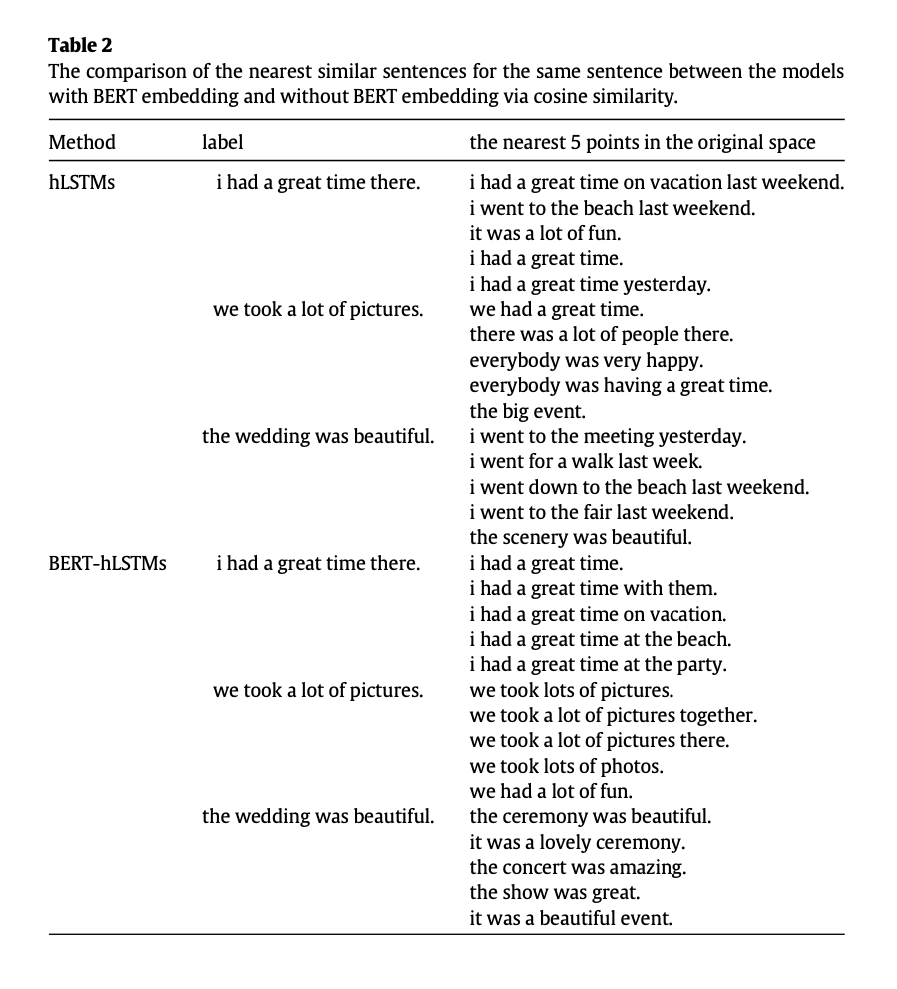 Table 2
The comparison of the nearest similar sentences for the same sentence between the models
with BERT embedding and without BERT embedding via cosine similarity.
Method label the nearest 5 points in the original space
hLSTMs i had a great time there. i had a great time on vacation last weekend.
i went to the beach last weekend.
it was a lot of fun.
i had a great time.
i had a great time yesterday.
we took a lot of pictures. we had a great time.
there was a lot of people there.
everybody was very happy.
everybody was having a great time.
the big event.
the wedding was beautiful. i went to the meeting yesterday.
i went for a walk last week.
i went down to the beach last weekend.
i went to the fair last weekend.
the scenery was beautiful.
BERT-hLSTMs i had a great time there. i had a great time.
i had a great time with them.
i had a great time on vacation.
i had a great time at the beach.
i had a great time at the party.
we took a lot of pictures. we took lots of pictures.
we took a lot of pictures together.
we took a lot of pictures there.
we took lots of photos.
we had a lot of fun.
the wedding was beautiful. the ceremony was beautiful.
it was a lovely ceremony.
the concert was amazing.
the show was great.
it was a beautiful event.